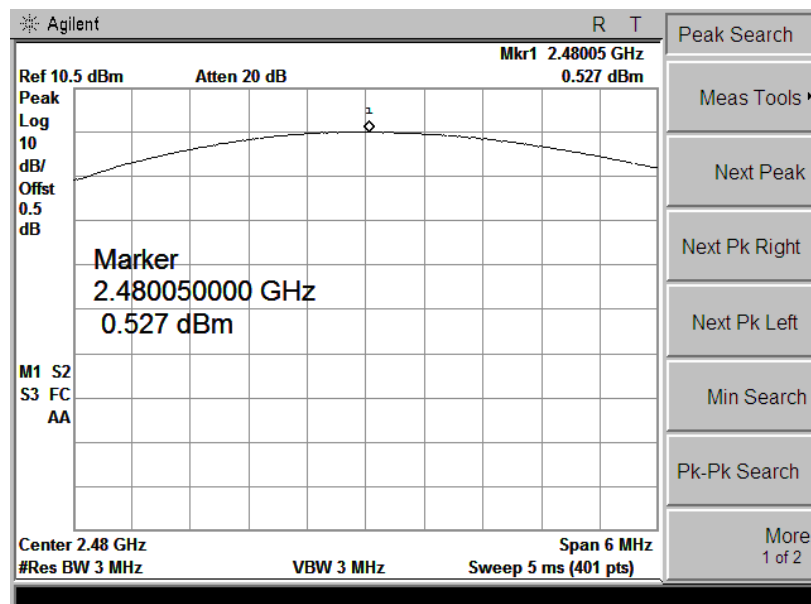 Agilent R T
Mkr1 2.48005 GHz
Ref 10.5 dBm Atten 20 dB 0.527 dBm
Peak
Log
10
dB/
Offst
0.5
dB
1
Marker
2.480050000 GHz
0.527 dBm
M1 S2
S3 FC
AA
Center 2.48 GHz Span 6 MHz
#Res BW 3 MHz VBW 3 MHz Sweep 5 ms (401 pts)
Peak Search
Meas Tools
Next Peak
Next Pk Right
Next Pk Left
Min Search
Pk-Pk Search
More
1 of 2